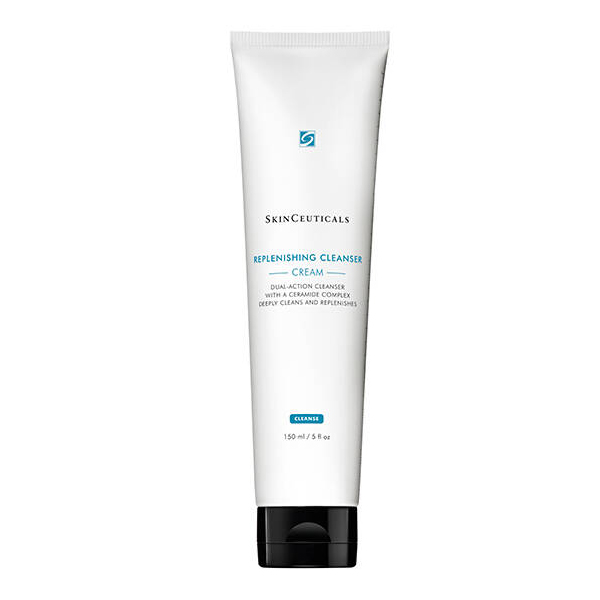 SKINCEUTICALS
REPLENISHING CLEANSER
CREAM
DUAL-ACTION CLEANSER
WITH A CERAMIDE COMPLEX
DEEPLY CLEANS AND REPLENISHES
CLEANSE
150 ml / 5 fl oz